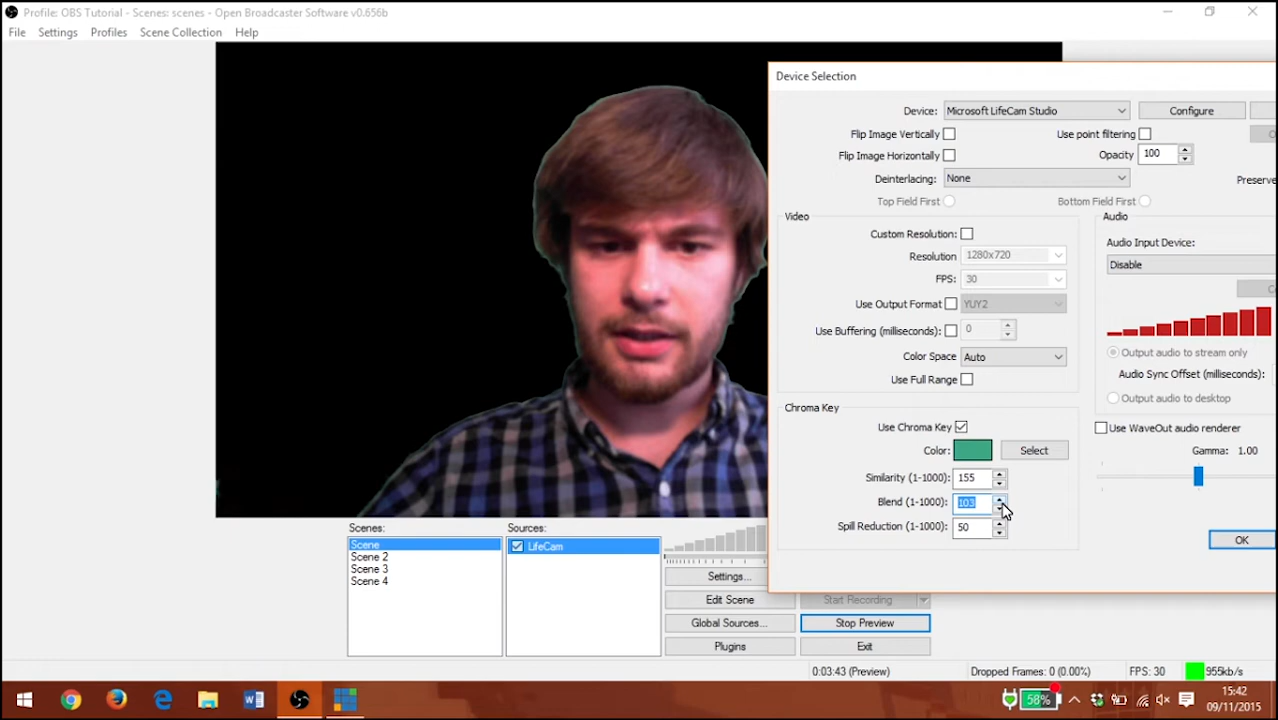 Profile: OBS Tutorial - Scenes: scenes - Open Broadcaster Software v0.656b
File Settings Profiles Scene Collection Help
Device Selection
Device: Microsoft LifeCam Studio Configure
Flip Image Vertically Use point filtering
Flip Image Horizontally Opacity 100
Deinterlacing: None Preserve
Top Field First Bottom Field First
Video Audio
Custom Resolution:
Audio Input Device:
Resolution 1280x720
Disable
FPS: 30
Use Output Format YUY2
Use Buffering (milliseconds): 0
Output audio to stream only
Color Space Auto
Audio Sync Offset (milliseconds):
Use Full Range
Output audio to desktop
Chroma Key
Use Chroma Key Use WaveOut audio renderer
Color: Select Gamma: 1.00
Similarity (1-1000): 155
Blend (1-1000): 103
Spill Reduction (1-1000): 50
OK
Scenes: Sources:
Scene LifeCam
Scene 2
Scene 3
Scene 4
Settings...
Edit Scene Start Recording
Global Sources... Stop Preview
Plugins Exit
0:03:43 (Preview) Dropped Frames: 0 (0.00%) FPS: 30 955kb/s
58%
15:42
09/11/2015